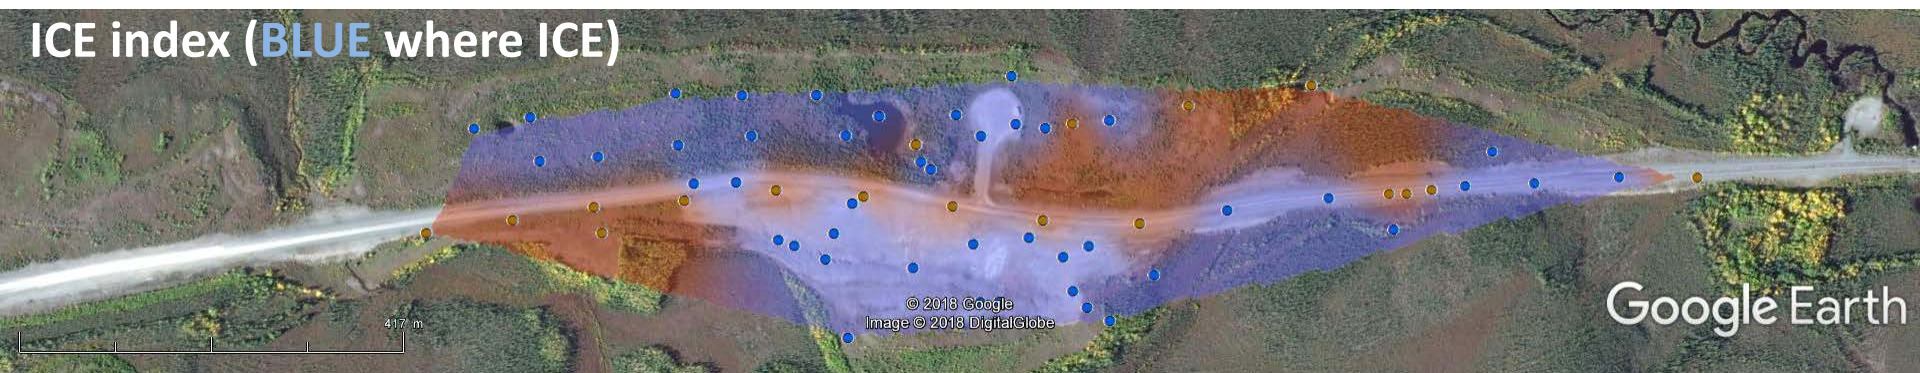 ICE index (BLUE where ICE)
© 2018 Google
Image © 2018 DigitalGlobe
417 m
Google Earth